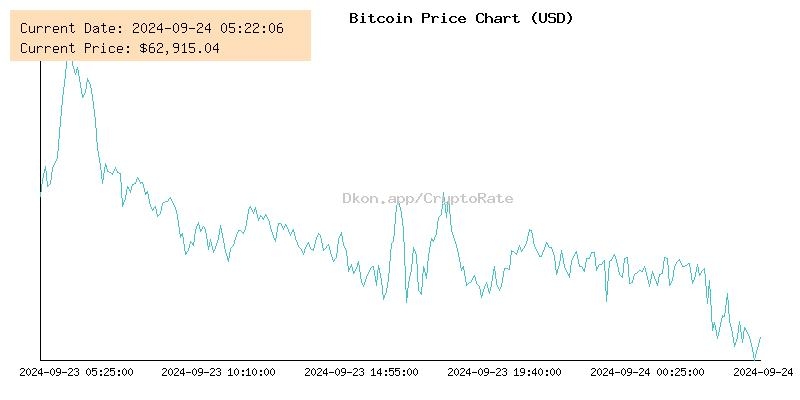 Bitcoin Price Chart (USD)
Current Date: 2024-09-24 05:22:06
Current Price: $62,915.04
Dkon.app/CryptoRate
2024-09-23 05:25:00 2024-09-23 10:10:00 2024-09-23 14:55:00 2024-09-23 19:40:00 2024-09-24 00:25:00 2024-09-24